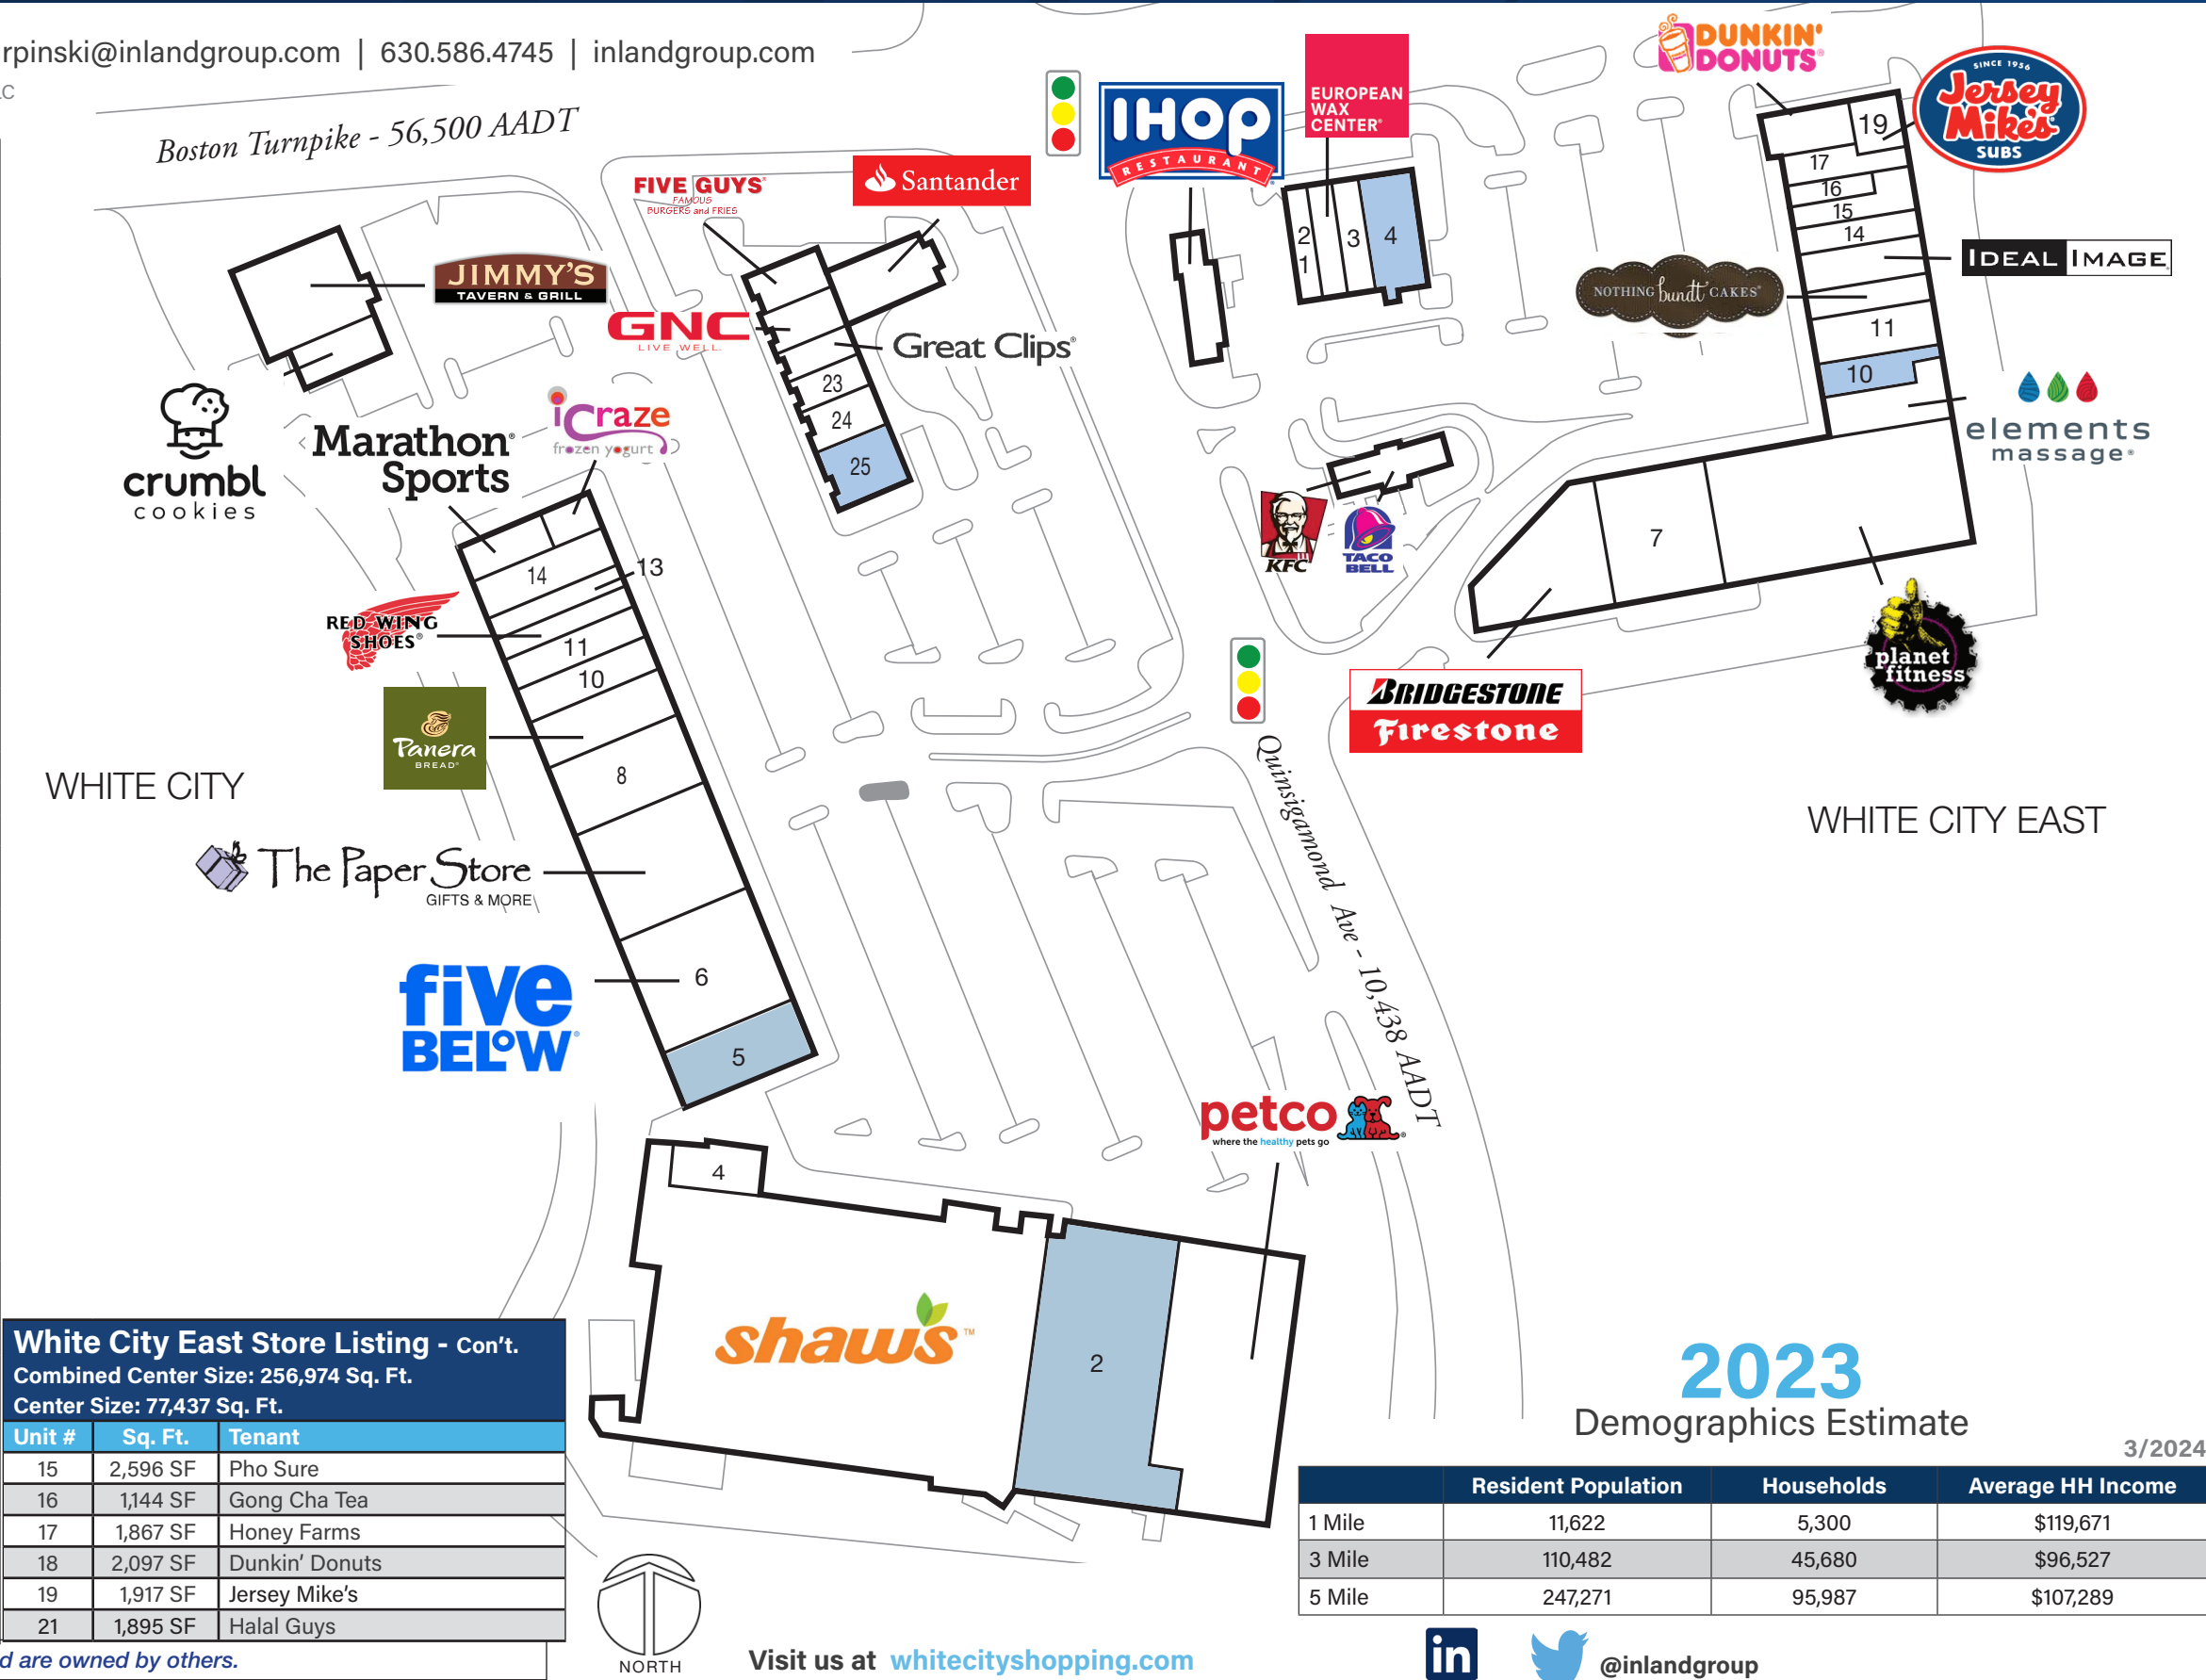 rpinski@inlandgroup.com | 630.586.4745 | inlandgroup.com
LC
Boston Turnpike - 56,500 AADT
FIVE GUYS®
FAMOUS
BURGERS and FRIES
Santander
IHOP
RESTAURANT
EUROPEAN
WAX
CENTER®
DUNKIN'
DONUTS®
SINCE 1956
Jersey
Mike's
SUBS
19
17
16
15
14
IDEAL IMAGE
NOTHING bundt CAKES®
11
10
elements
massage®
2
1
3
4
JIMMY'S
TAVERN & GRILL
GNC
LIVE WELL.
Great Clips®
23
24
25
crumbl
cookies
Marathon®
Sports
iCraze
frozen yogurt
14
13
RED WING
SHOES®
11
10
Panera
BREAD®
8
KFC
TACO
BELL
7
planet
fitness
BRIDGESTONE
Firestone
WHITE CITY
WHITE CITY EAST
The Paper Store
GIFTS & MORE
five
BELOW®
6
5
Quinsigamond Ave - 10,438 AADT
petco
where the healthy pets go
4
shaw's™
2
White City East Store Listing - Con't.
Combined Center Size: 256,974 Sq. Ft.
Center Size: 77,437 Sq. Ft.
Unit # Sq. Ft. Tenant
15 2,596 SF Pho Sure
16 1,144 SF Gong Cha Tea
17 1,867 SF Honey Farms
18 2,097 SF Dunkin' Donuts
19 1,917 SF Jersey Mike's
21 1,895 SF Halal Guys
d are owned by others.
NORTH
Visit us at whitecityshopping.com
2023
Demographics Estimate
3/2024
Resident Population Households Average HH Income
1 Mile 11,622 5,300 $119,671
3 Mile 110,482 45,680 $96,527
5 Mile 247,271 95,987 $107,289
in
@inlandgroup